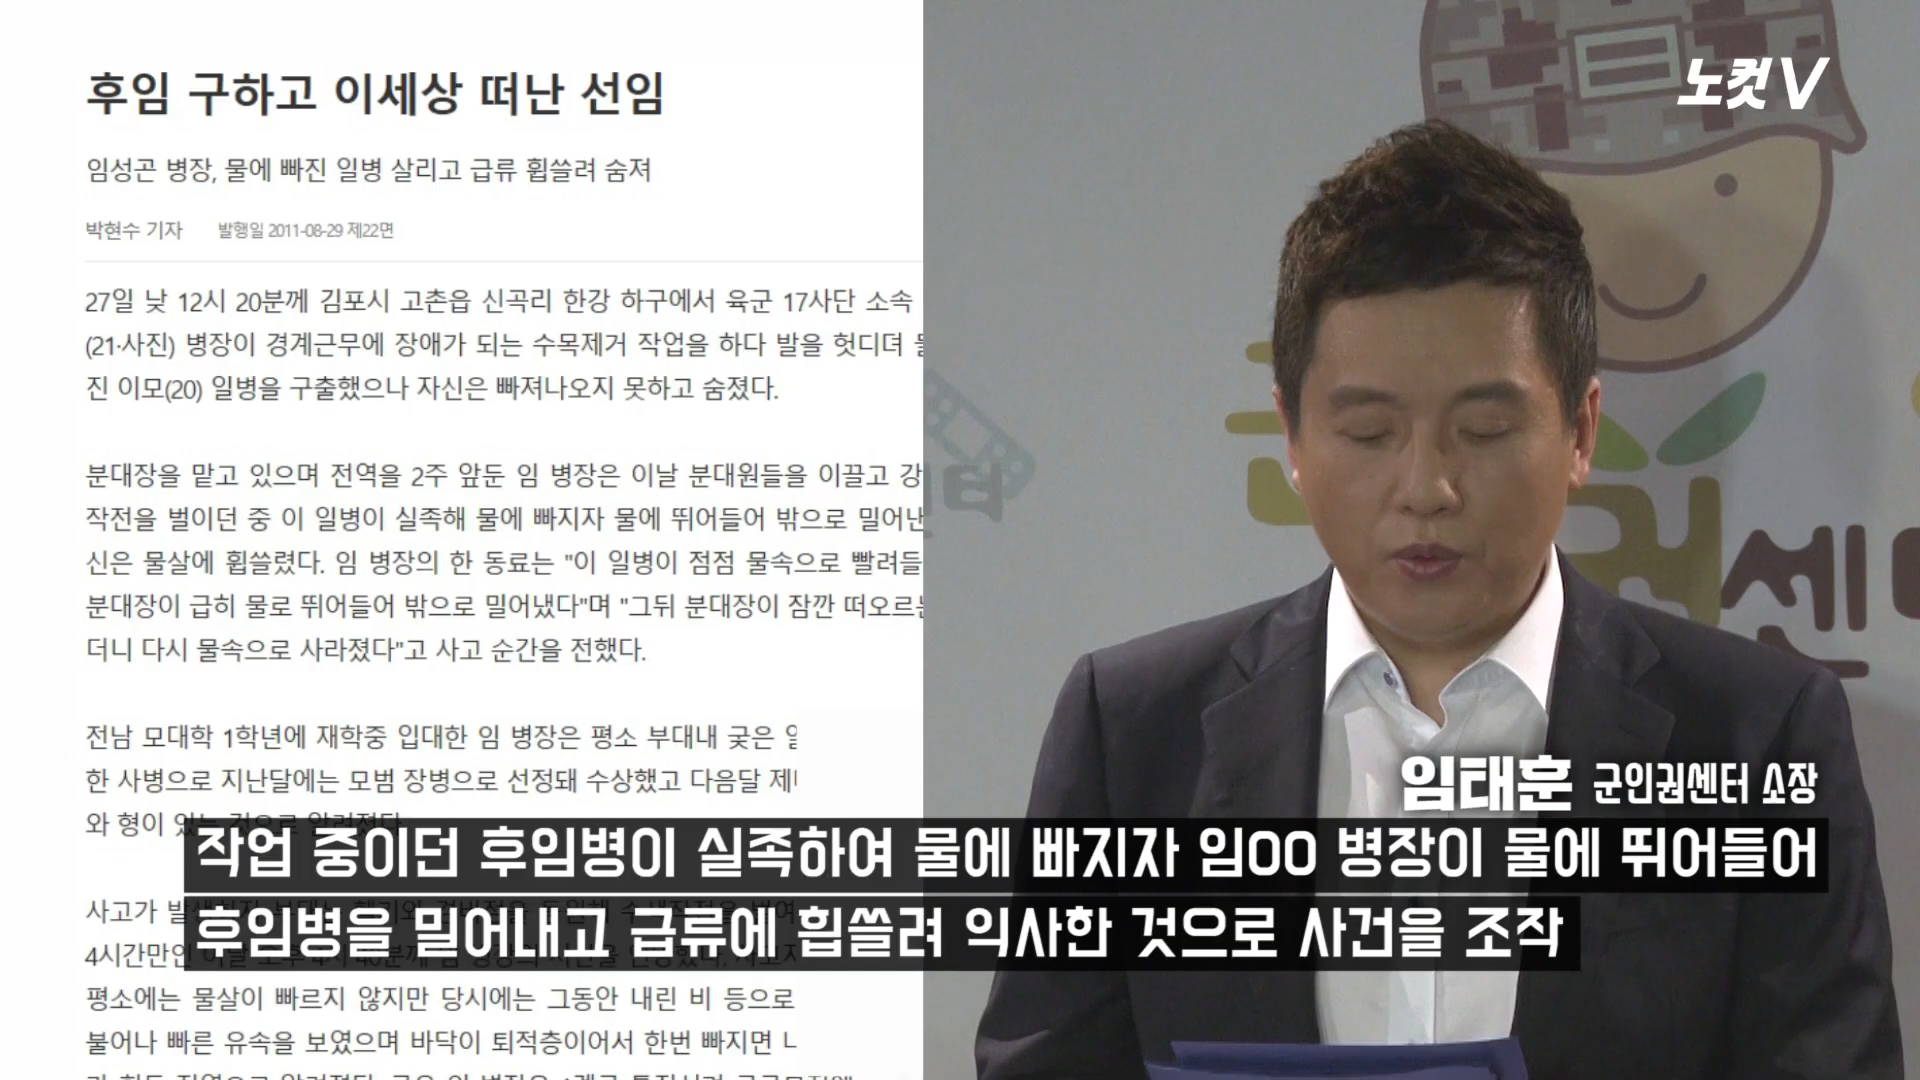 후임 구하고 이세상 떠난 선임
임성곤 병장, 물에 빠진 일병 살리고 급류 휩쓸려 숨져
박현수 기자 발행일 2011-08-29 제22면
27일 낮 12시 20분께 김포시 고촌읍 신곡리 한강 하구에서 육군 17사단 소속
(21·사진) 병장이 경계근무에 장애가 되는 수목제거 작업을 하다 발을 헛디뎌
진 이모(20) 일병을 구출했으나 자신은 빠져나오지 못하고 숨졌다.
분대장을 맡고 있으며 전역을 2주 앞둔 임 병장은 이날 분대원들을 이끌고 강
작전을 벌이던 중 이 일병이 실족해 물에 빠지자 물에 뛰어들어 밖으로 밀어낸
신은 물살에 휩쓸렸다. 임 병장의 한 동료는 "이 일병이 점점 물속으로 빨려들
분대장이 급히 물로 뛰어들어 밖으로 밀어냈다"며 "그뒤 분대장이 잠깐 떠오르
더니 다시 물속으로 사라졌다"고 사고 순간을 전했다.
전남 모대학 1학년에 재학중 입대한 임 병장은 평소 부대내 궂은
한 사병으로 지난달에는 모범 장병으로 선정돼 수상했고 다음달
와 형이 있는 것으로 알려졌다.
사고가
4시간만인
평소에는 물살이 빠르지 않지만 당시에는 그동안 내린 비 등으로
불어나 빠른 유속을 보였으며 바닥이 퇴적층이어서 한번 빠지면
노컷V
센터
임태훈 군인권센터 소장
작업 중이던 후임병이 실족하여 물에 빠지자 임OO 병장이 물에 뛰어들어
후임병을 밀어내고 급류에 휩쓸려 익사한 것으로 사건을 조작